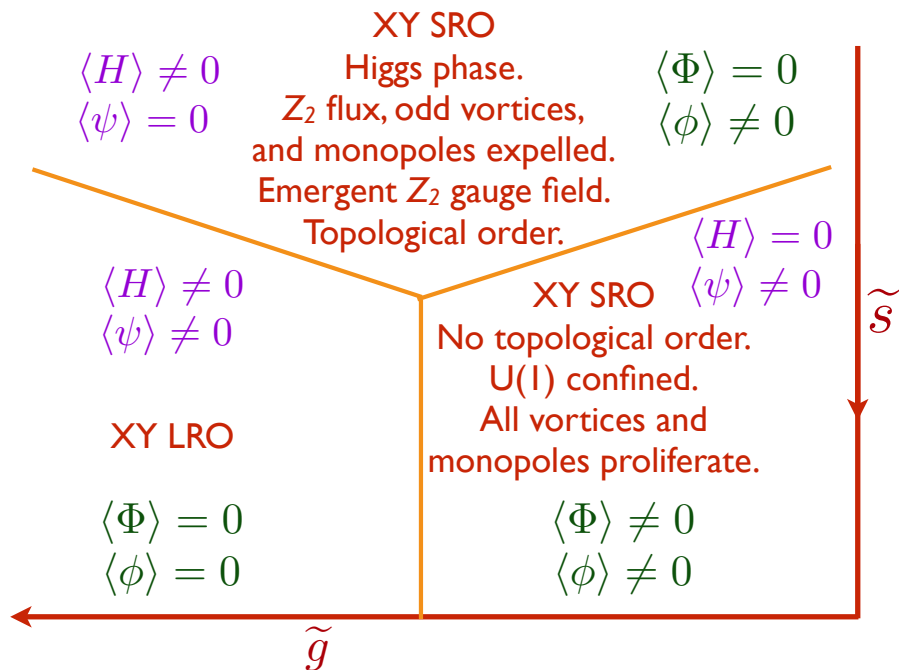 XY SRO
Higgs phase.
Z₂ flux, odd vortices,
and monopoles expelled.
Emergent Z₂ gauge field.
Topological order.
⟨H⟩ ≠ 0
⟨ψ⟩ = 0
⟨Φ⟩ = 0
⟨ϕ⟩ ≠ 0
⟨H⟩ ≠ 0
⟨ψ⟩ ≠ 0
XY LRO
⟨Φ⟩ = 0
⟨ϕ⟩ = 0
⟨H⟩ = 0
⟨ψ⟩ ≠ 0
XY SRO
No topological order.
U(1) confined.
All vortices and
monopoles proliferate.
⟨Φ⟩ ≠ 0
⟨ϕ⟩ ≠ 0
s̃
g̃